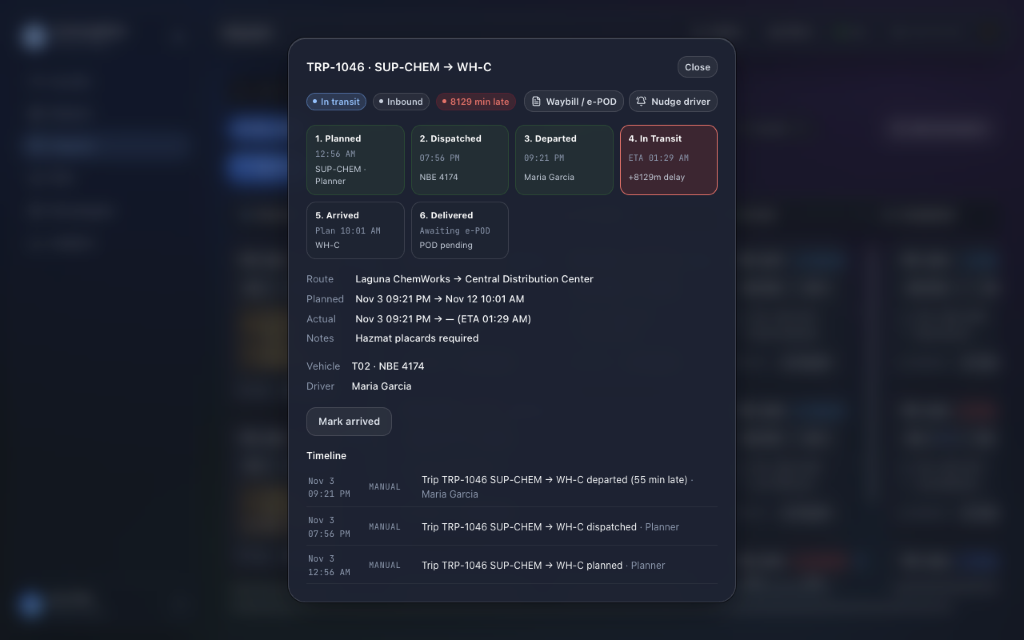 TRP-1046 · SUP-CHEM → WH-C
Close
In transit
Inbound
8129 min late
Waybill / e-POD
Nudge driver
1. Planned
12:56 AM
SUP-CHEM ·
Planner
2. Dispatched
07:56 PM
NBE 4174
3. Departed
09:21 PM
Maria Garcia
4. In Transit
ETA 01:29 AM
+8129m delay
5. Arrived
Plan 10:01 AM
WH-C
6. Delivered
Awaiting e-POD
POD pending
Route Laguna ChemWorks → Central Distribution Center
Planned Nov 3 09:21 PM → Nov 12 10:01 AM
Actual Nov 3 09:21 PM → — (ETA 01:29 AM)
Notes Hazmat placards required
Vehicle T02 · NBE 4174
Driver Maria Garcia
Mark arrived
Timeline
Nov 3
09:21 PM
MANUAL
Trip TRP-1046 SUP-CHEM → WH-C departed (55 min late) ·
Maria Garcia
Nov 3
07:56 PM
MANUAL
Trip TRP-1046 SUP-CHEM → WH-C dispatched · Planner
Nov 3
12:56 AM
MANUAL
Trip TRP-1046 SUP-CHEM → WH-C planned · Planner